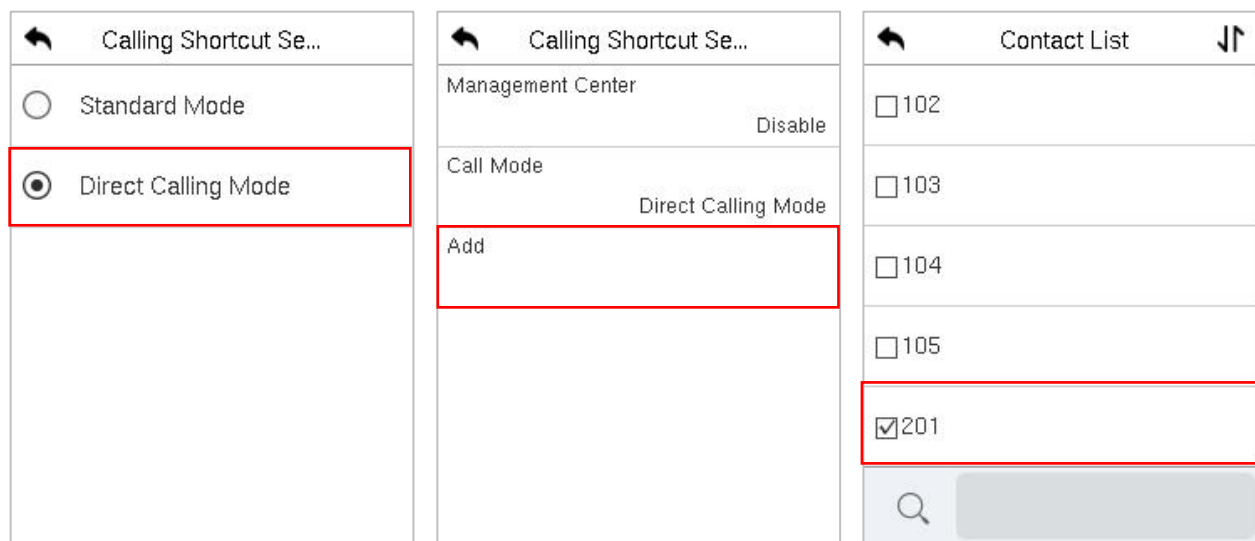 Calling Shortcut Se...
Standard Mode
Direct Calling Mode
Calling Shortcut Se...
Management Center
Disable
Call Mode
Direct Calling Mode
Add
Contact List
102
103
104
105
201